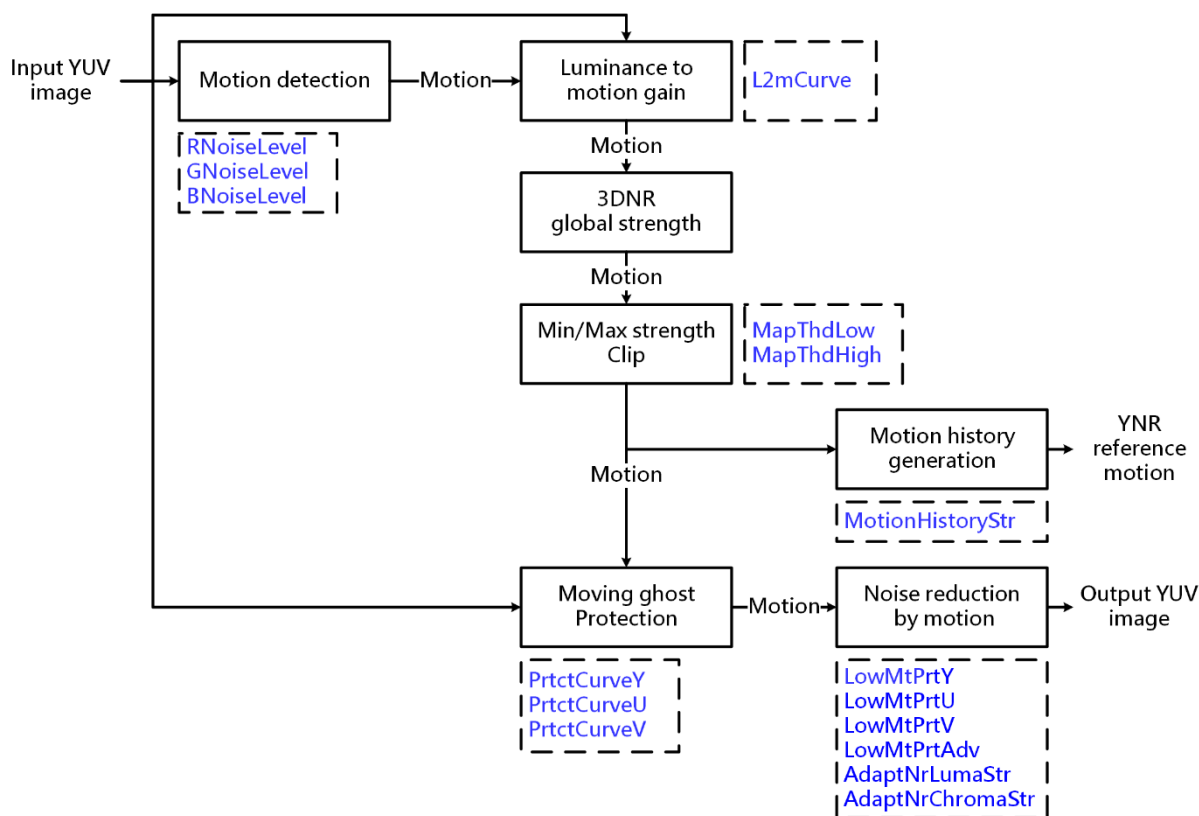 Input YUV
image
Motion detection
Motion
Luminance to
motion gain
L2mCurve
RNoiseLevel
GNoiseLevel
BNoiseLevel
Motion
3DNR
global strength
Motion
Min/Max strength
Clip
MapThdLow
MapThdHigh
Motion history
generation
YNR
reference
motion
Motion
MotionHistoryStr
Moving ghost
Protection
Motion
Noise reduction
by motion
Output YUV
image
PrtctCurveY
PrtctCurveU
PrtctCurveV
LowMtPrtY
LowMtPrtU
LowMtPrtV
LowMtPrtAdv
AdaptNrLumaStr
AdaptNrChromaStr